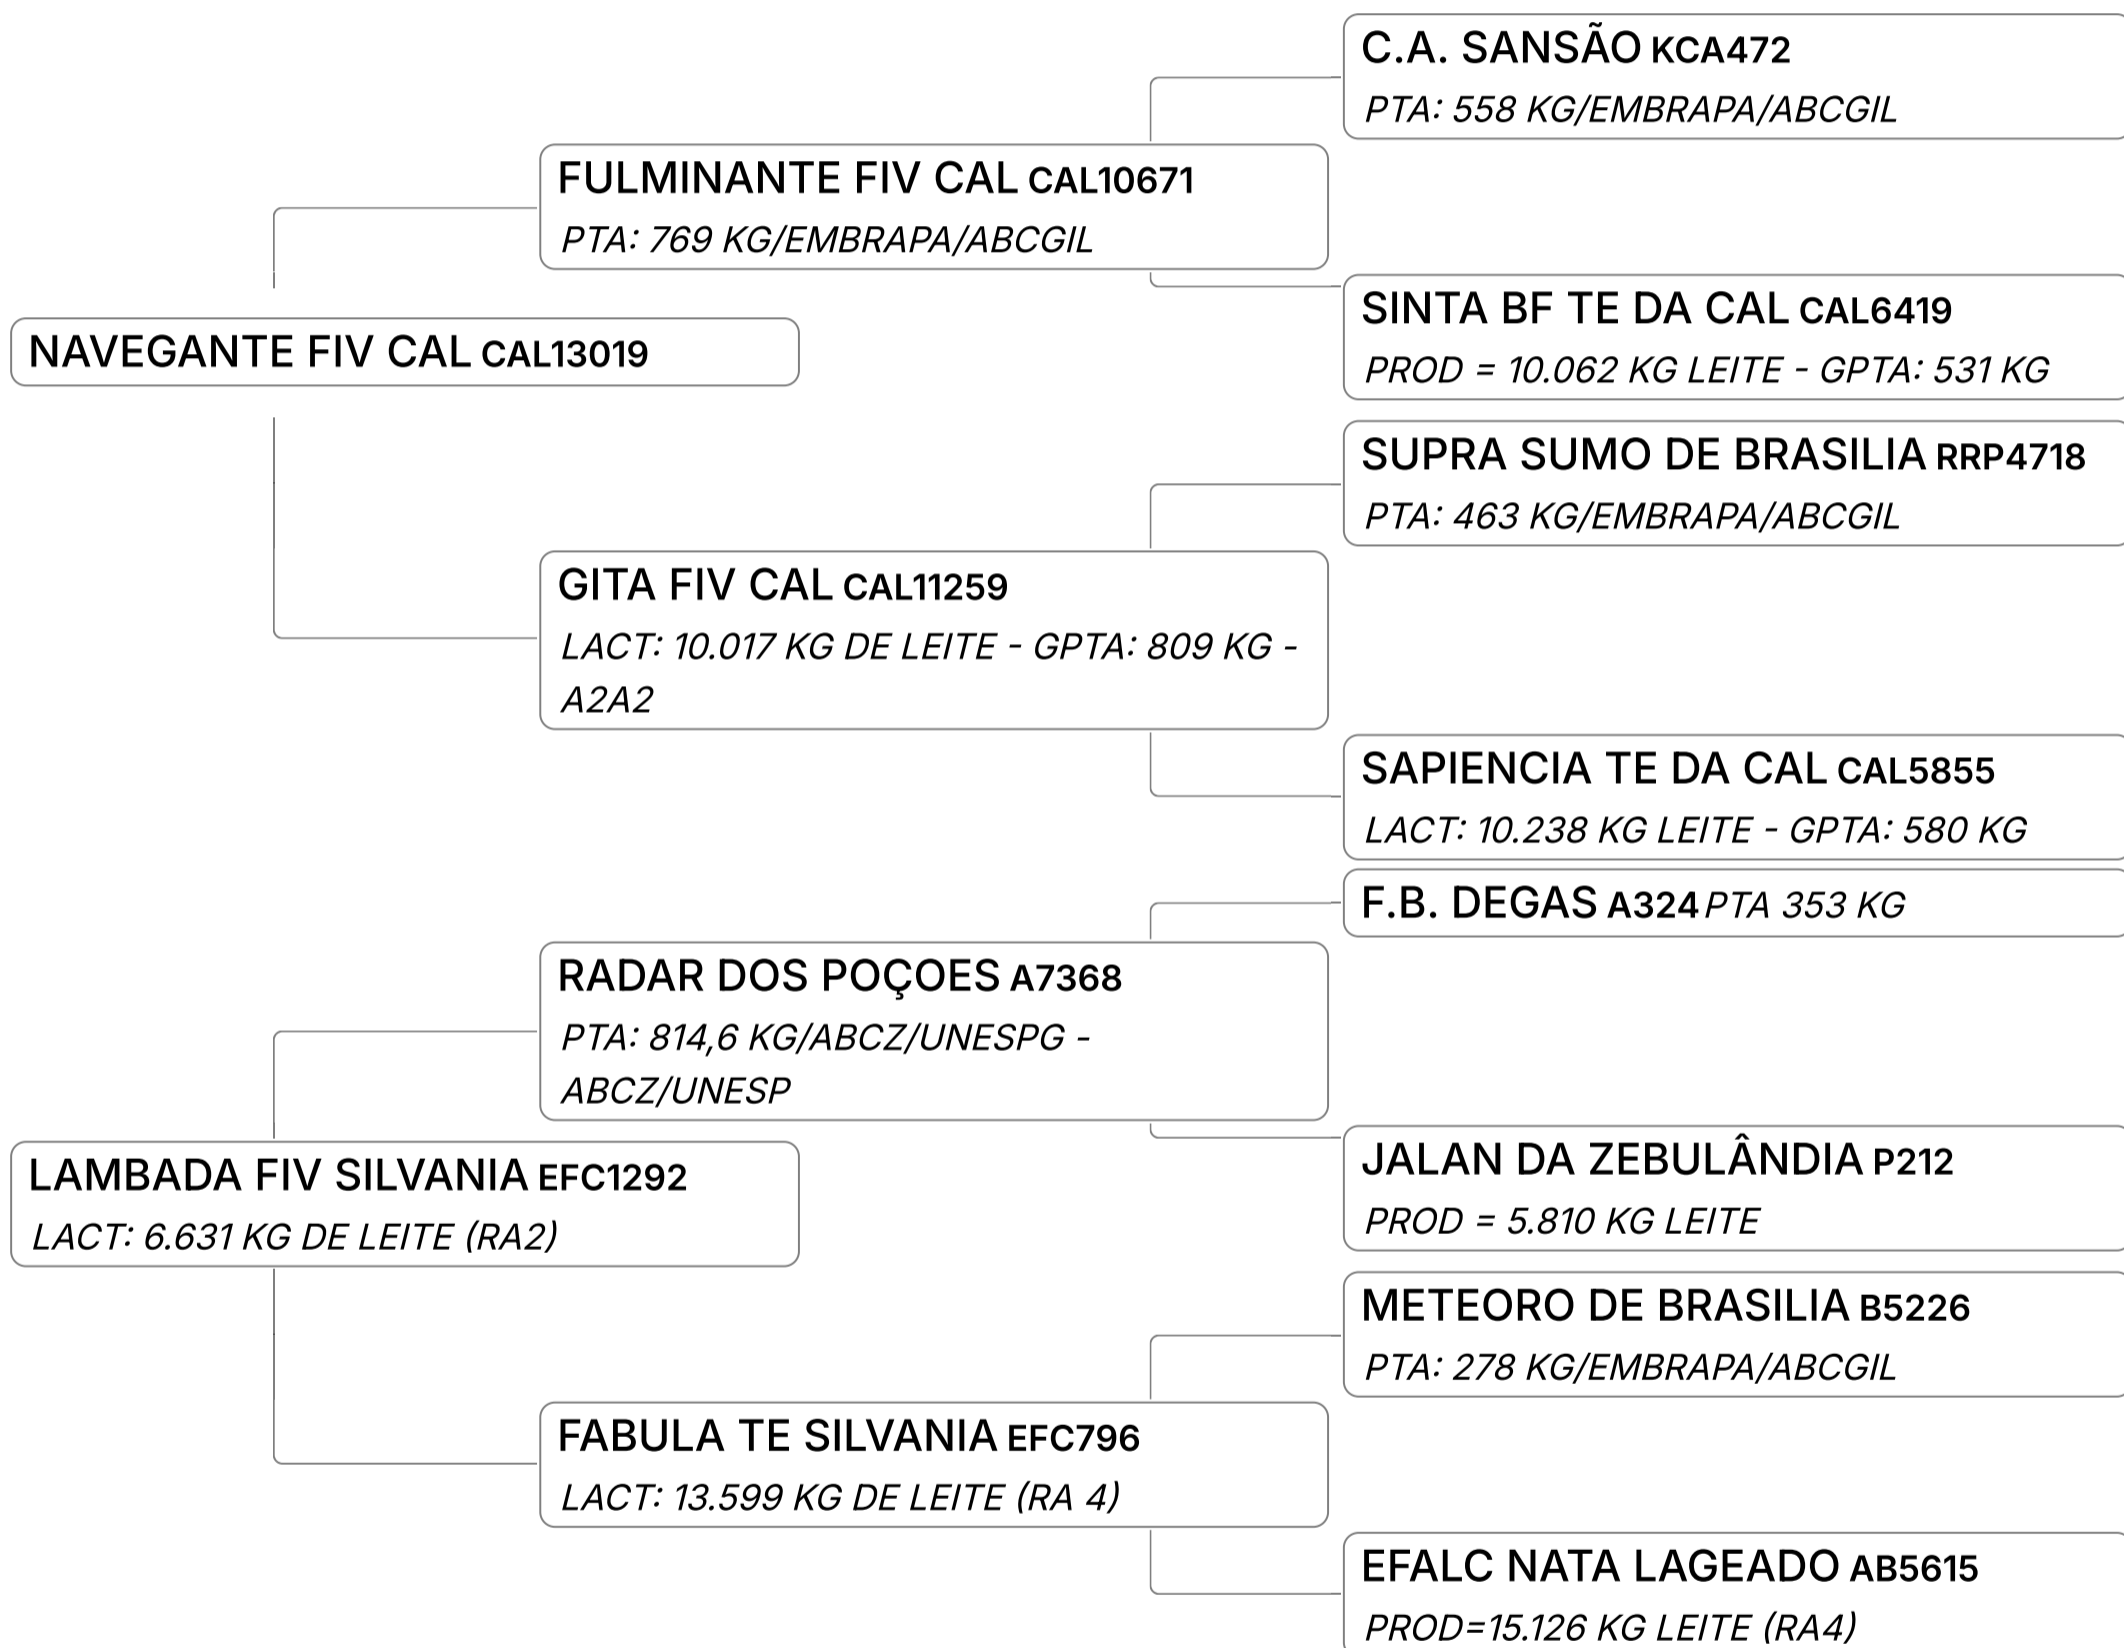 C.A. SANSÃO KCA472
PTA: 558 KG/EMBRAPA/ABCGIL
FULMINANTE FIV CAL CAL10671
PTA: 769 KG/EMBRAPA/ABCGIL
SINTA BF TE DA CAL CAL6419
PROD = 10.062 KG LEITE - GPTA: 531 KG
NAVEGANTE FIV CAL CAL13019
SUPRA SUMO DE BRASILIA RRP4718
PTA: 463 KG/EMBRAPA/ABCGIL
GITA FIV CAL CAL11259
LACT: 10.017 KG DE LEITE - GPTA: 809 KG -
A2A2
SAPIENCIA TE DA CAL CAL5855
LACT: 10.238 KG LEITE - GPTA: 580 KG
F.B. DEGAS A324 PTA 353 KG
RADAR DOS POÇOES A7368
PTA: 814,6 KG/ABCZ/UNESPG -
ABCZ/UNESP
JALAN DA ZEBULÂNDIA P212
PROD = 5.810 KG LEITE
LAMBADA FIV SILVANIA EFC1292
LACT: 6.631 KG DE LEITE (RA2)
METEORO DE BRASILIA B5226
PTA: 278 KG/EMBRAPA/ABCGIL
FABULA TE SILVANIA EFC796
LACT: 13.599 KG DE LEITE (RA 4)
EFALC NATA LAGEADO AB5615
PROD=15.126 KG LEITE (RA4)